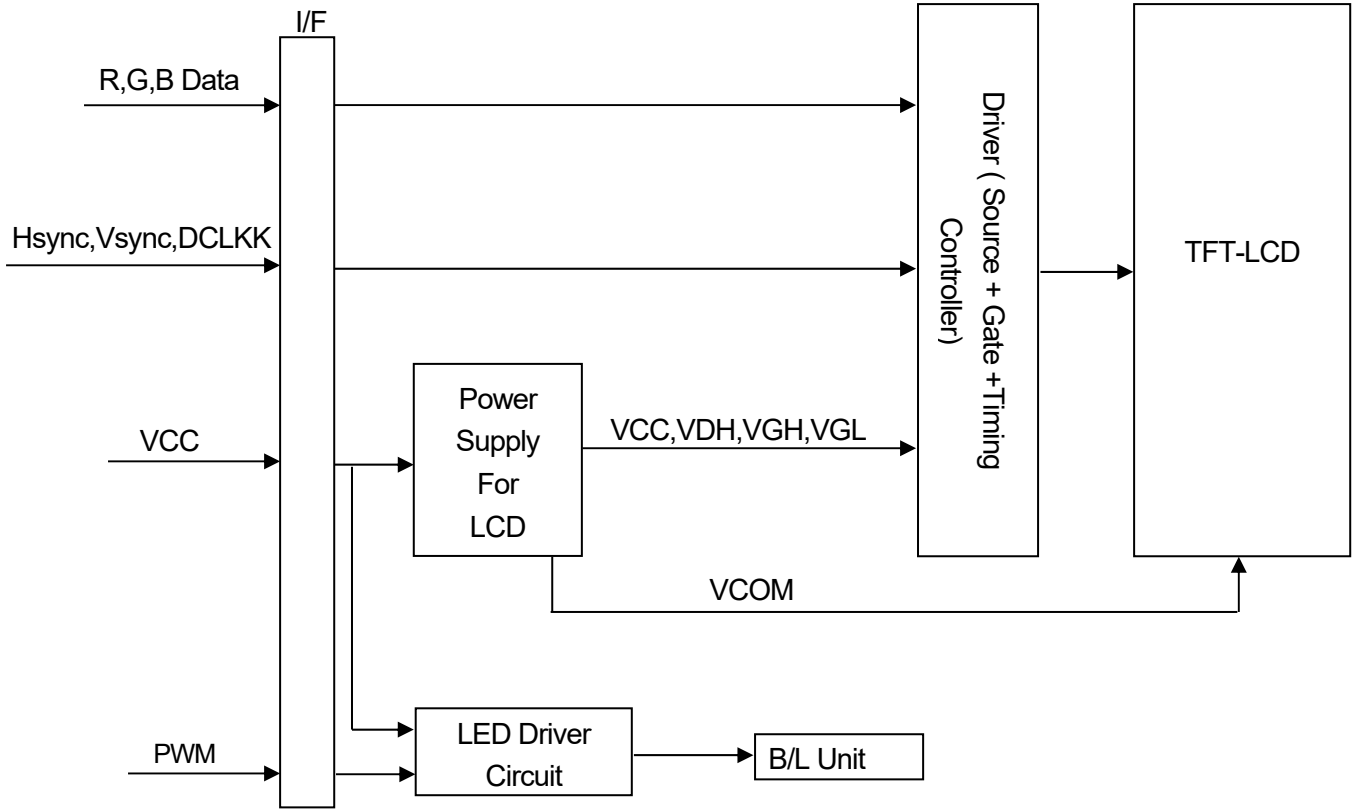 I/F
R,G,B Data
Hsync,Vsync,DCLKK
VCC
PWM
Power
Supply
For
LCD
VCC,VDH,VGH,VGL
VCOM
LED Driver
Circuit
B/L Unit
Driver ( Source + Gate +Timing
Controller)
TFT-LCD